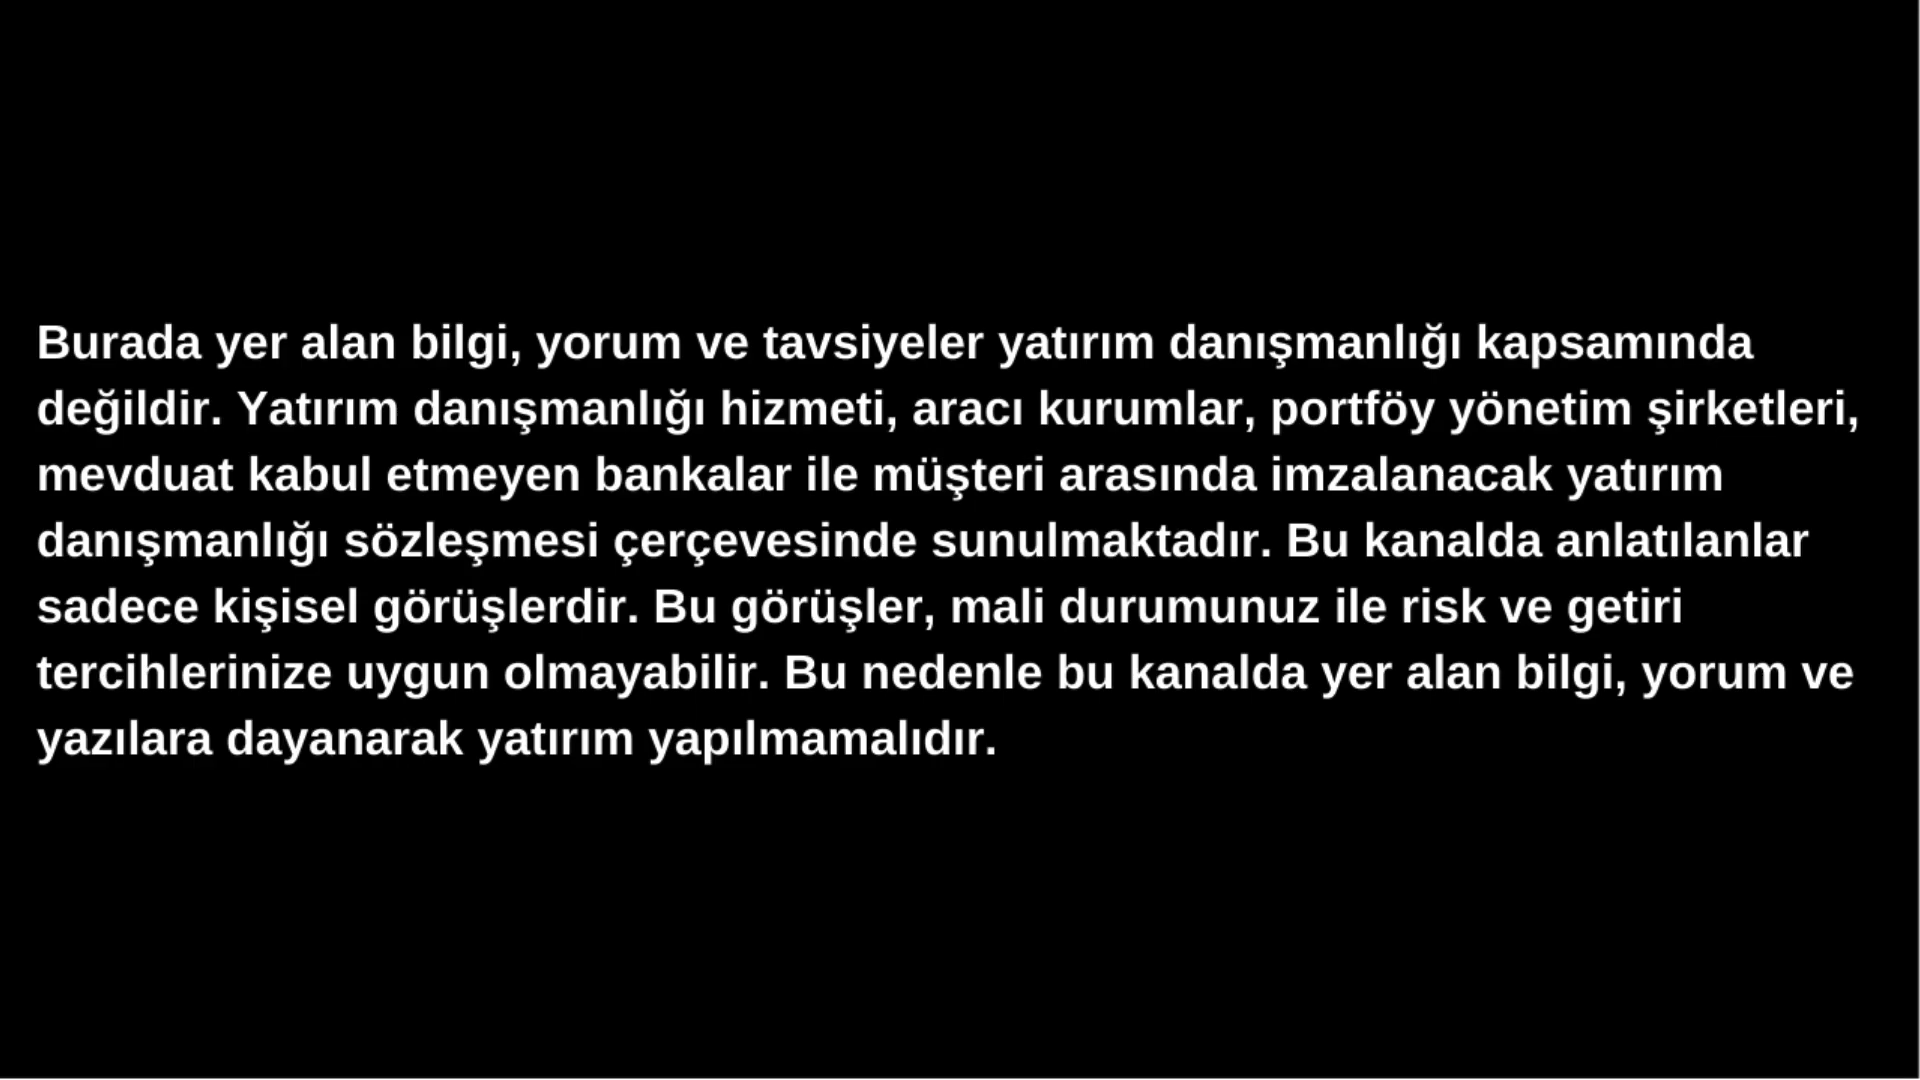 Burada yer alan bilgi, yorum ve tavsiyeler yatırım danışmanlığı kapsamında
değildir. Yatırım danışmanlığı hizmeti, aracı kurumlar, portföy yönetim şirketleri,
mevduat kabul etmeyen bankalar ile müşteri arasında imzalanacak yatırım
danışmanlığı sözleşmesi çerçevesinde sunulmaktadır. Bu kanalda anlatılanlar
sadece kişisel görüşlerdir. Bu görüşler, mali durumunuz ile risk ve getiri
tercihlerinize uygun olmayabilir. Bu nedenle bu kanalda yer alan bilgi, yorum ve
yazılara dayanarak yatırım yapılmamalıdır.